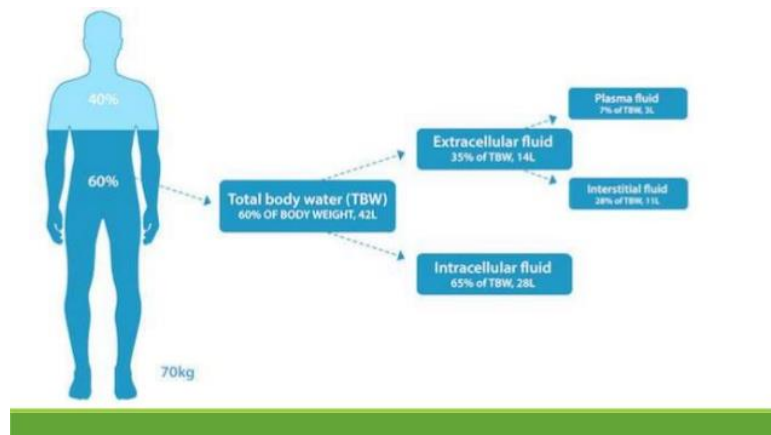 40%
60%
Total body water (TBW)
60% OF BODY WEIGHT, 42L
Extracellular fluid
35% of TBW, 14L
Plasma fluid
7% of TBW, 3L
Interstitial fluid
28% of TBW, 11L
Intracellular fluid
65% of TBW, 28L
70kg